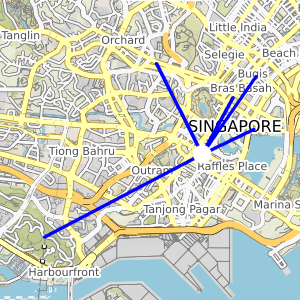 Little India
Tanglin
Orchard
Selegie
Beach
Bugis
Bras Basah
SINGAPORE
Tiong Bahru
Raffles Place
Outram
Tanjong Pagar
Marina S
Harbourfront